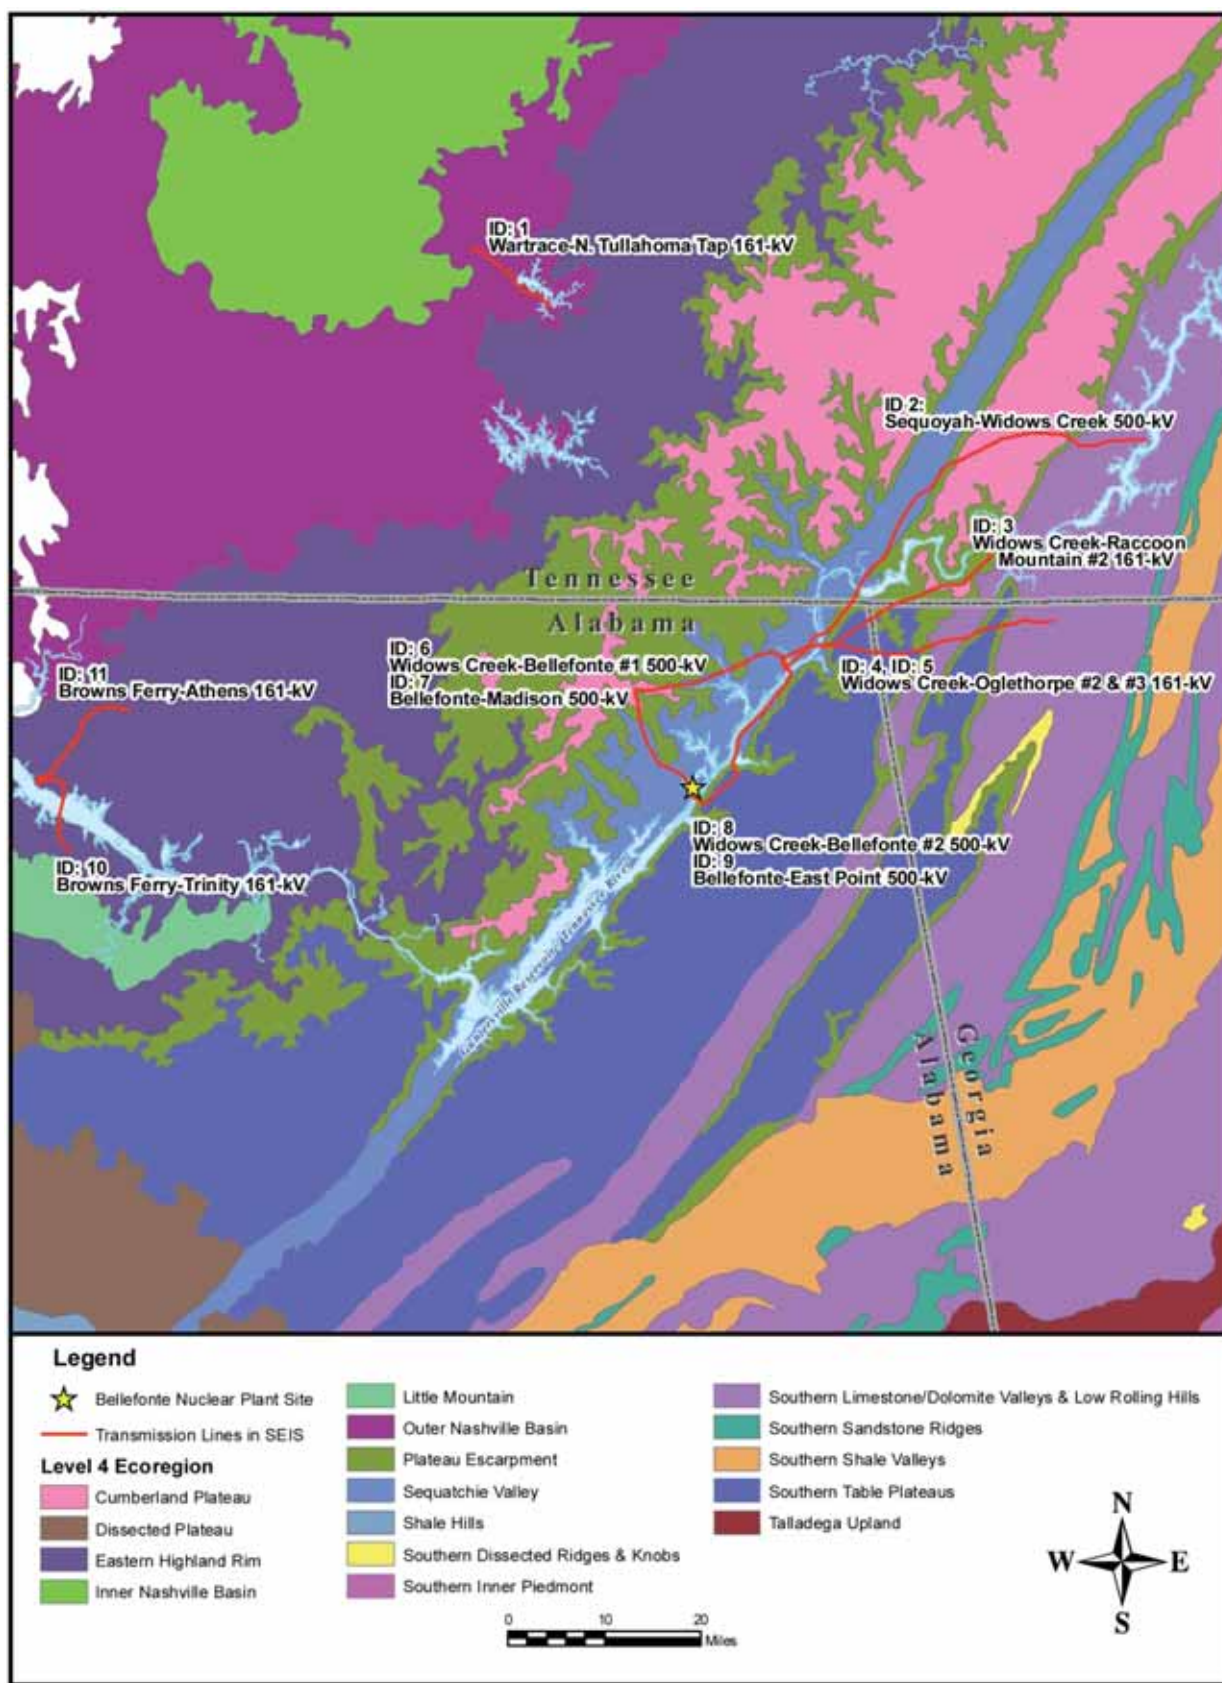 ID: 1
Wartrace-N. Tullahoma Tap 161-kV
ID 2:
Sequoyah-Widows Creek 500-kV
ID: 3
Widows Creek-Raccoon
Mountain #2 161-kV
Tennessee
Alabama
ID: 6
Widows Creek-Bellefonte #1 500-kV
ID: 7
Bellefonte-Madison 500-kV
ID: 4, ID: 5
Widows Creek-Oglethorpe #2 & #3 161-kV
ID: 11
Browns Ferry-Athens 161-kV
ID: 8
Widows Creek-Bellefonte #2 500-kV
ID: 9
Bellefonte-East Point 500-kV
ID: 10
Browns Ferry-Trinity 161-kV
Guntersville Reservoir / Tennessee River
Georgia
Alabama
Legend
Bellefonte Nuclear Plant Site
Transmission Lines in SEIS
Level 4 Ecoregion
Cumberland Plateau
Dissected Plateau
Eastern Highland Rim
Inner Nashville Basin
Little Mountain
Outer Nashville Basin
Plateau Escarpment
Sequatchie Valley
Shale Hills
Southern Dissected Ridges & Knobs
Southern Inner Piedmont
Southern Limestone/Dolomite Valleys & Low Rolling Hills
Southern Sandstone Ridges
Southern Shale Valleys
Southern Table Plateaus
Talladega Upland
N
W E
S
0 10 20
Miles